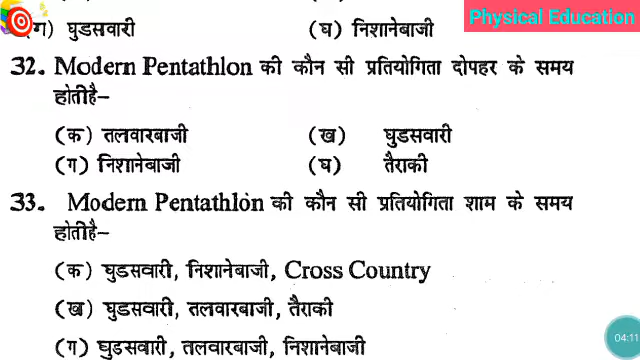 Physical Education
(ग) घुडसवारी (घ) निशानेबाजी
32. Modern Pentathlon की कौन सी प्रतियोगिता दोपहर के समय
होतीहै–
(क) तलवारबाजी (ख) घुडसवारी
(ग) निशानेबाजी (घ) तैराकी
33. Modern Pentathlon की कौन सी प्रतियोगिता शाम के समय
होतीहै–
(क) घुडसवारी, निशानेबाजी, Cross Country
(ख) घुडसवारी, तलवारबाजी, तैराकी
(ग) घुडसवारी, तलवारबाजी, निशानेबाजी
04:11